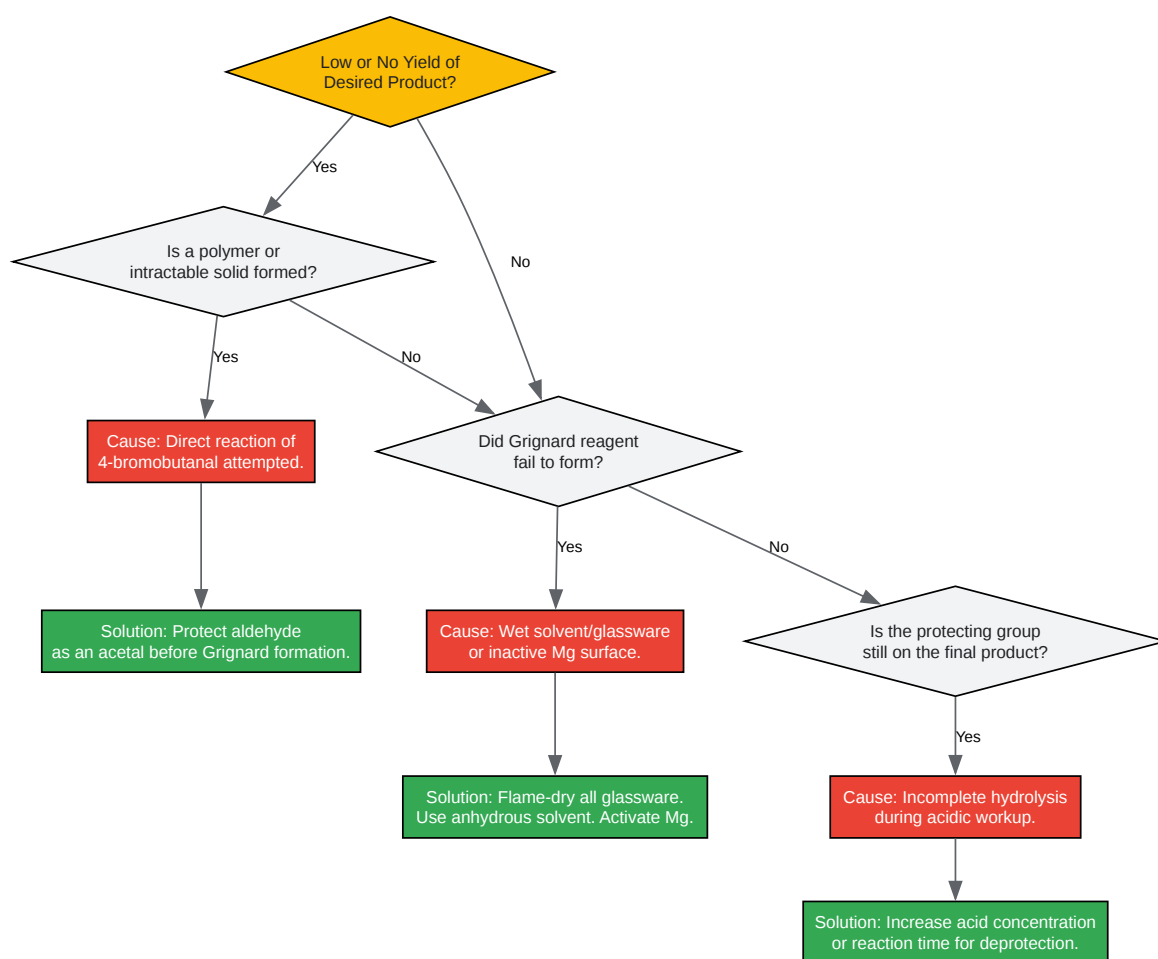 Low or No Yield of
Desired Product?
Yes
Is a polymer or
intractable solid formed?
No
Yes
No
Cause: Direct reaction of
4-bromobutanal attempted.
Did Grignard reagent
fail to form?
Yes
No
Solution: Protect aldehyde
as an acetal before Grignard formation.
Cause: Wet solvent/glassware
or inactive Mg surface.
Is the protecting group
still on the final product?
Yes
Solution: Flame-dry all glassware.
Use anhydrous solvent. Activate Mg.
Cause: Incomplete hydrolysis
during acidic workup.
Solution: Increase acid concentration
or reaction time for deprotection.